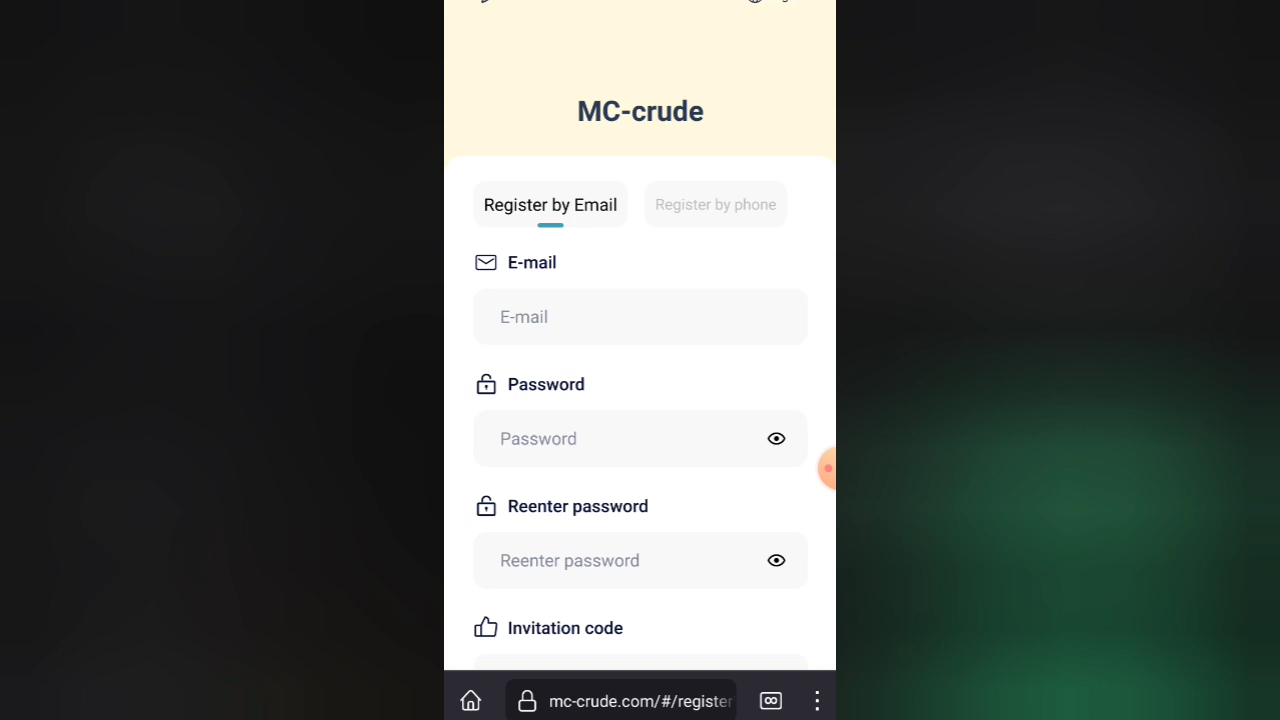 MC-crude
Register by Email
Register by phone
E-mail
E-mail
Password
Password
Reenter password
Reenter password
Invitation code
mc-crude.com/#/register